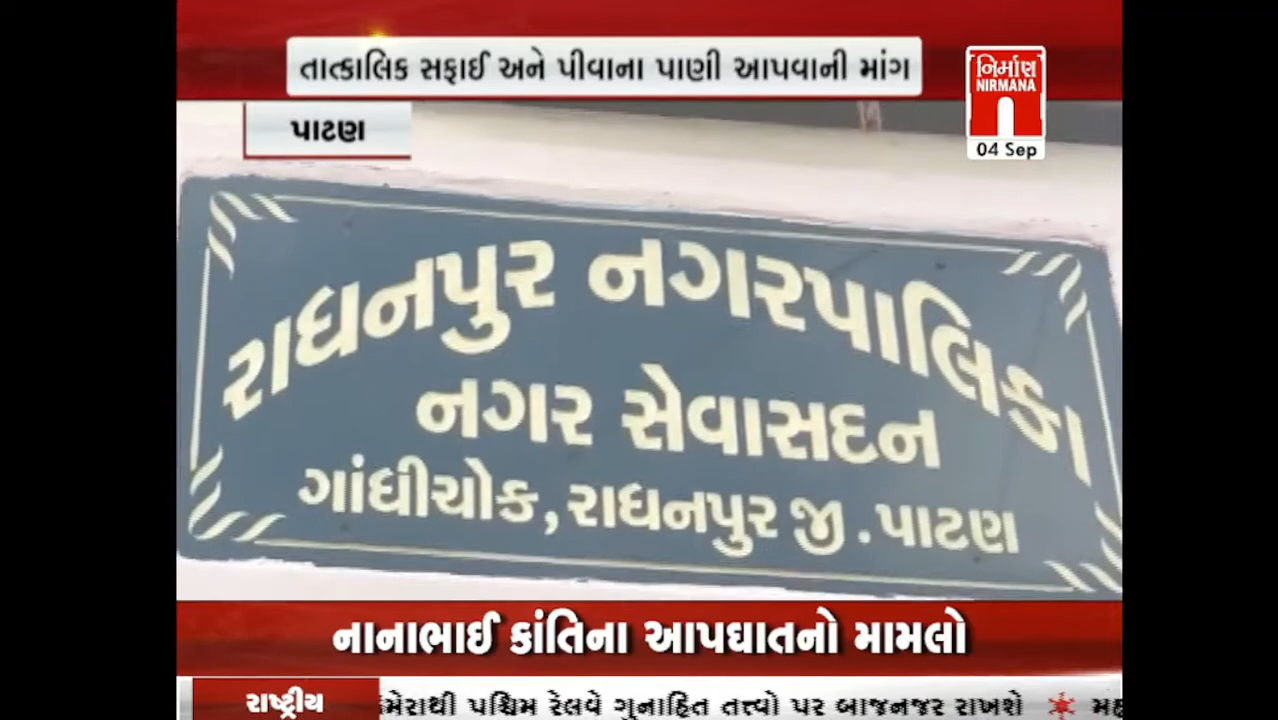 તાત્કાલિક સફાઈ અને પીવાના પાણી આપવાની માંગ
નિર્માણ
NIRMANA
04 Sep
પાટણ
રાધનપુર નગરપાલિકા
નગર સેવાસદન
ગાંધીચોક, રાધનપુર જી. પાટણ
નાનાભાઈ કાંતિના આપઘાતનો મામલો
રાષ્ટ્રીય
પશ્ચિમ રેલવે ગુનાહિત તત્ત્વો પર બાજનજર રાખશે